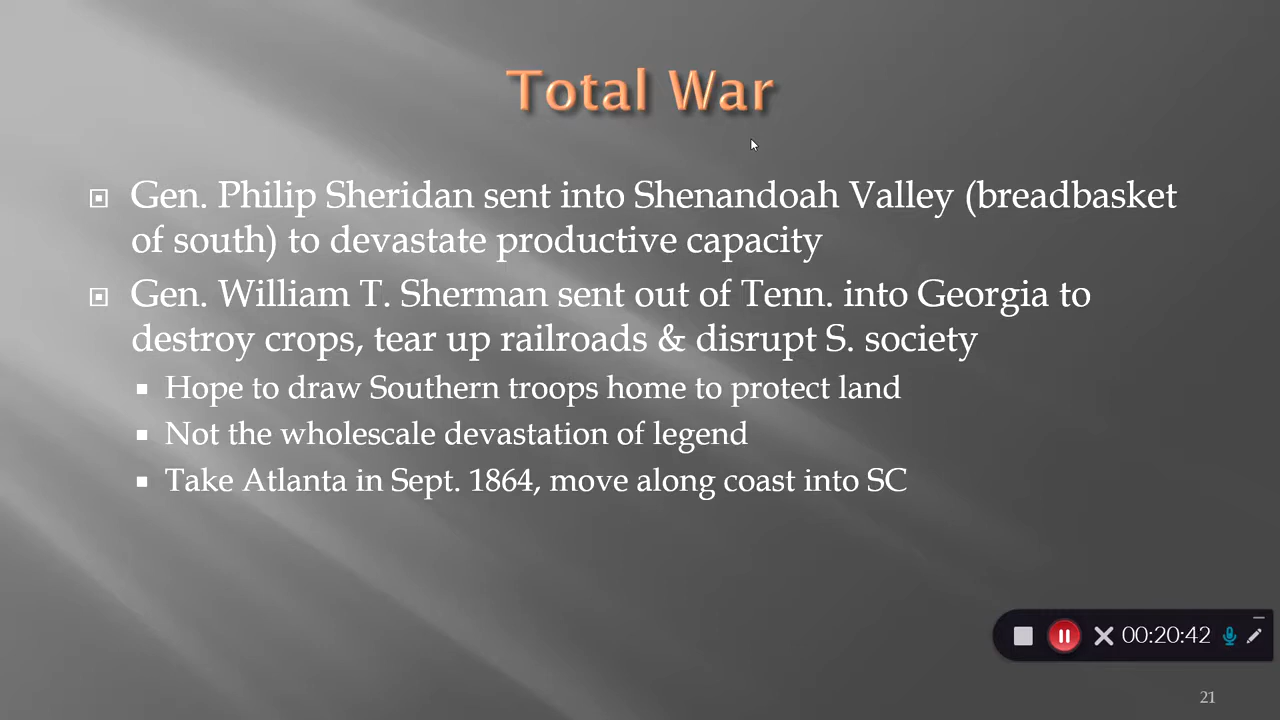 Total War
Gen. Philip Sheridan sent into Shenandoah Valley (breadbasket
of south) to devastate productive capacity
Gen. William T. Sherman sent out of Tenn. into Georgia to
destroy crops, tear up railroads & disrupt S. society
Hope to draw Southern troops home to protect land
Not the wholescale devastation of legend
Take Atlanta in Sept. 1864, move along coast into SC
00:20:42
21